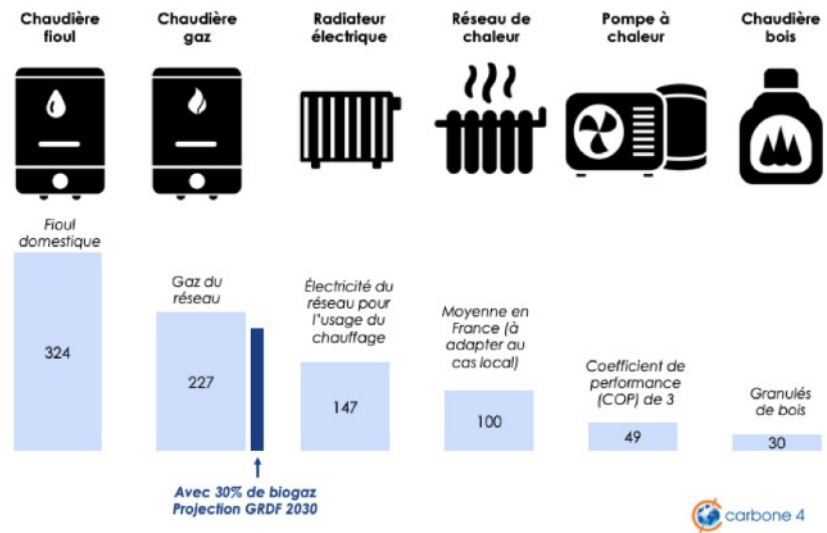 Chaudière
fioul
Chaudière
gaz
Radiateur
électrique
Réseau de
chaleur
Pompe à
chaleur
Chaudière
bois
Fioul
domestique
324
Gaz du
réseau
227
Avec 30% de biogaz
Projection GRDF 2030
Électricité du
réseau pour
l'usage du
chauffage
147
Moyenne en
France (à
adapter au
cas local)
100
Coefficient de
performance
(COP) de 3
49
Granulés
de bois
30
carbone 4